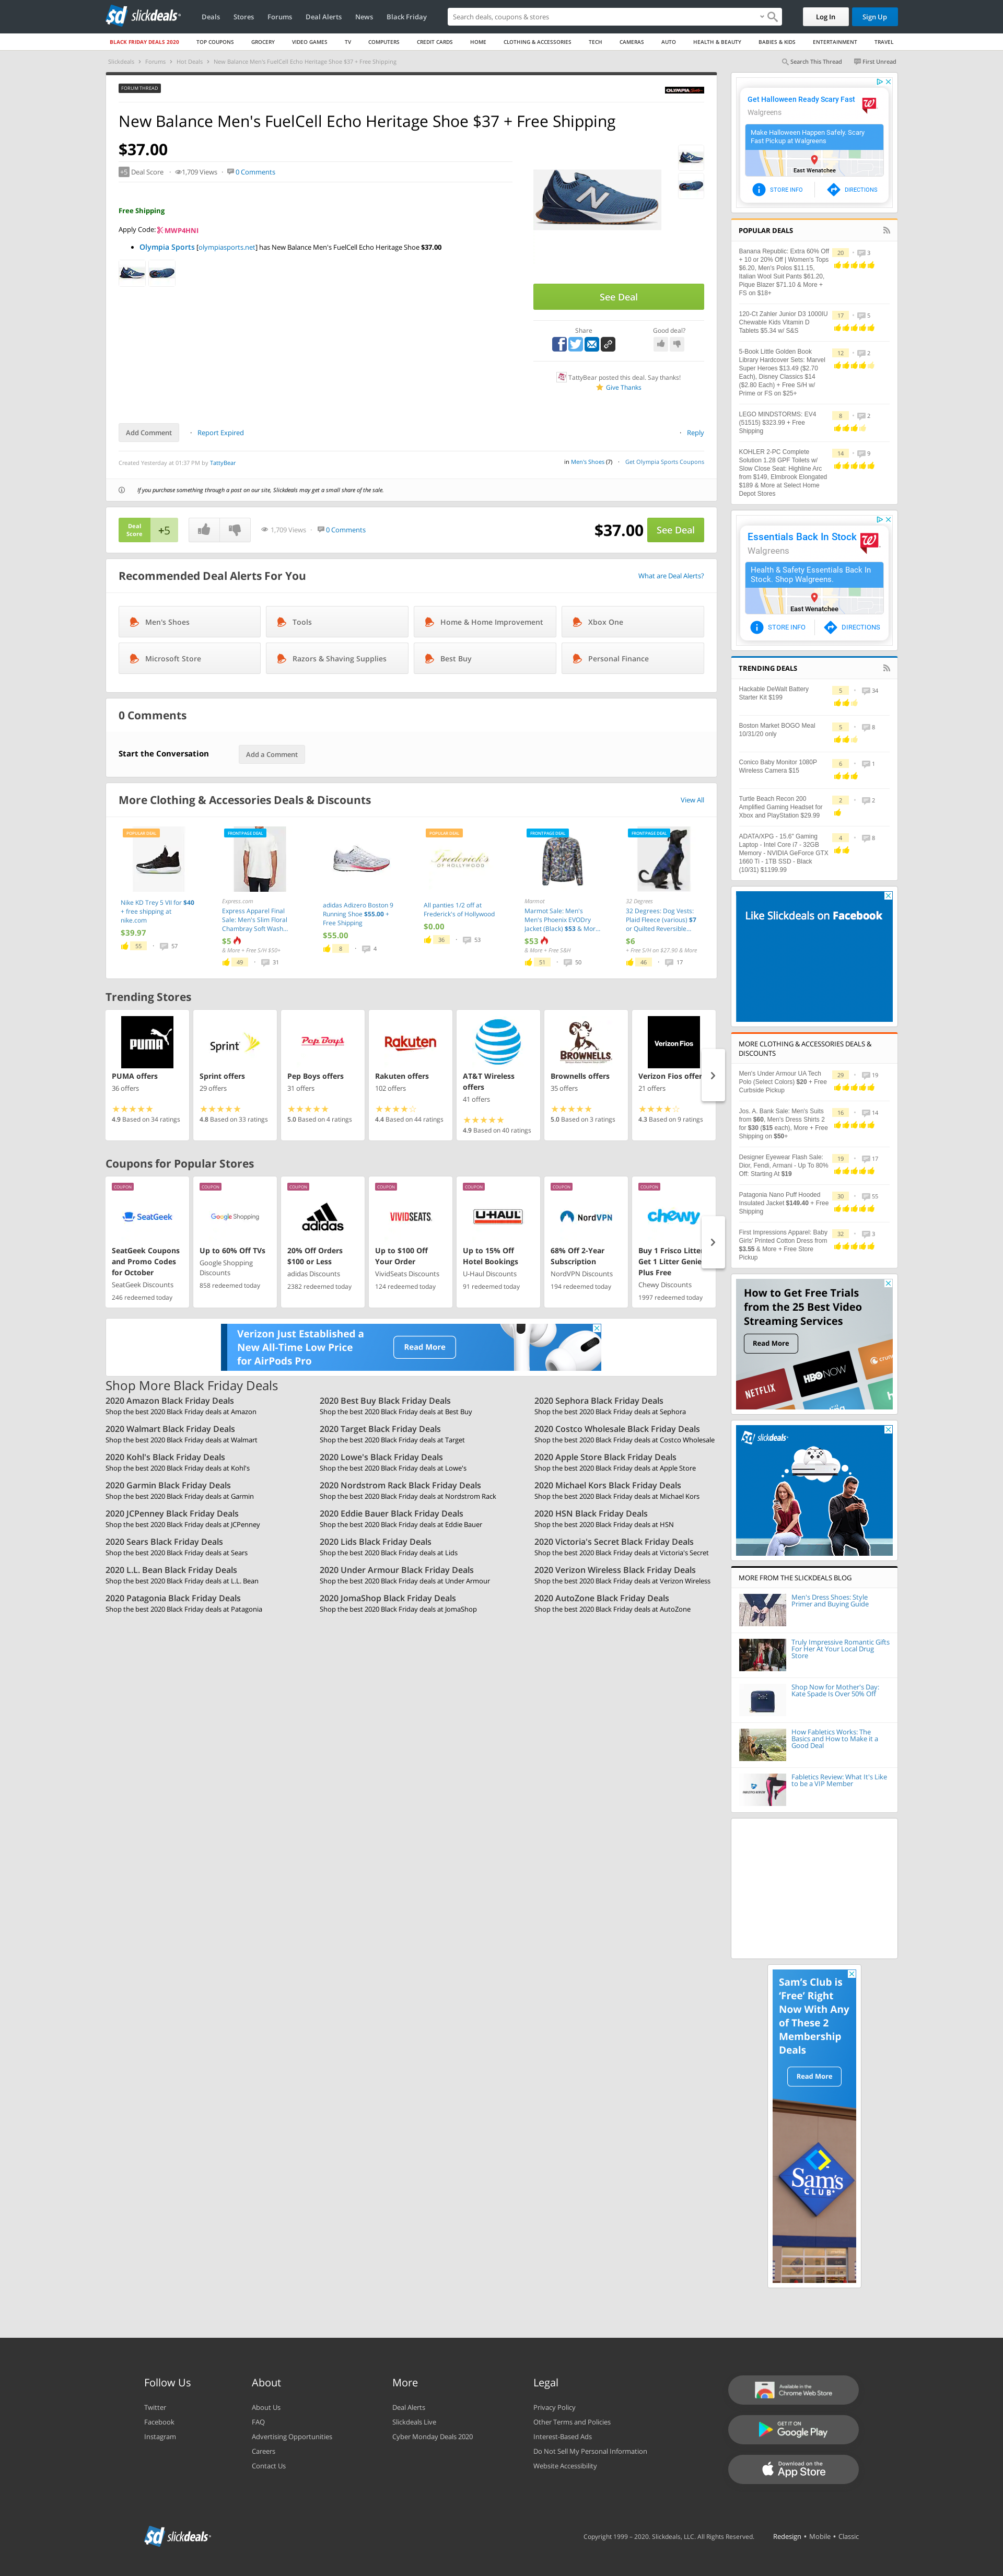 slickdeals
Deals
Stores
Forums
Deal Alerts
News
Black Friday
Search deals, coupons & stores
Log In
Sign Up
BLACK FRIDAY DEALS 2020
TOP COUPONS
GROCERY
VIDEO GAMES
TV
COMPUTERS
CREDIT CARDS
HOME
CLOTHING & ACCESSORIES
TECH
CAMERAS
AUTO
HEALTH & BEAUTY
BABIES & KIDS
ENTERTAINMENT
TRAVEL
Slickdeals > Forums > Hot Deals > New Balance Men's FuelCell Echo Heritage Shoe $37 + Free Shipping
Search This Thread
First Unread
FORUM THREAD
New Balance Men's FuelCell Echo Heritage Shoe $37 + Free Shipping
$37.00
+5 Deal Score
1,709 Views
0 Comments
Free Shipping
Apply Code: MWP4HNI
Olympia Sports [olympiasports.net] has New Balance Men's FuelCell Echo Heritage Shoe $37.00
See Deal
Share
Good deal?
TattyBear posted this deal. Say thanks!
Give Thanks
Add Comment
Report Expired
Reply
Created Yesterday at 01:37 PM by TattyBear
in Men's Shoes (7)
Get Olympia Sports Coupons
If you purchase something through a post on our site, Slickdeals may get a small share of the sale.
Deal Score
+5
1,709 Views
0 Comments
$37.00
See Deal
Recommended Deal Alerts For You
What are Deal Alerts?
Men's Shoes
Tools
Home & Home Improvement
Xbox One
Microsoft Store
Razors & Shaving Supplies
Best Buy
Personal Finance
0 Comments
Start the Conversation
Add a Comment
More Clothing & Accessories Deals & Discounts
View All
POPULAR DEAL
Nike KD Trey 5 VII for $40 + free shipping at nike.com
$39.97
55
57
FRONTPAGE DEAL
Express.com
Express Apparel Final Sale: Men's Slim Floral Chambray Soft Wash...
$5
& More + Free S/H $50+
49
31
adidas Adizero Boston 9 Running Shoe $55.00 + Free Shipping
$55.00
8
4
POPULAR DEAL
Frederick's OF HOLLYWOOD
All panties 1/2 off at Frederick's of Hollywood
$0.00
36
53
FRONTPAGE DEAL
Marmot
Marmot Sale: Men's Men's Phoenix EVODry Jacket (Black) $53 & Mor...
$53
& More + Free S&H
51
50
FRONTPAGE DEAL
32 Degrees
32 Degrees: Dog Vests: Plaid Fleece (various) $7 or Quilted Reversible...
$6
+ Free S/H on $27.90 & More
46
17
Trending Stores
PUMA
PUMA offers
36 offers
4.9 Based on 34 ratings
Sprint
Sprint offers
29 offers
4.8 Based on 33 ratings
Pep Boys
Pep Boys offers
31 offers
5.0 Based on 4 ratings
Rakuten
Rakuten offers
102 offers
4.4 Based on 44 ratings
AT&T Wireless offers
41 offers
4.9 Based on 40 ratings
BROWNELLS
Brownells offers
35 offers
5.0 Based on 3 ratings
Verizon Fios
Verizon Fios offer
21 offers
4.3 Based on 9 ratings
Coupons for Popular Stores
COUPON
SeatGeek
SeatGeek Coupons and Promo Codes for October
SeatGeek Discounts
246 redeemed today
COUPON
Google Shopping
Up to 60% Off TVs
Google Shopping Discounts
858 redeemed today
COUPON
adidas
20% Off Orders $100 or Less
adidas Discounts
2382 redeemed today
COUPON
VIVIDSEATS
Up to $100 Off Your Order
VividSeats Discounts
124 redeemed today
COUPON
U-HAUL
Up to 15% Off Hotel Bookings
U-Haul Discounts
91 redeemed today
COUPON
NordVPN
68% Off 2-Year Subscription
NordVPN Discounts
194 redeemed today
COUPON
chewy
Buy 1 Frisco Litter Get 1 Litter Genie Plus Free
Chewy Discounts
1997 redeemed today
Verizon Just Established a New All-Time Low Price for AirPods Pro
Read More
Shop More Black Friday Deals
2020 Amazon Black Friday Deals
Shop the best 2020 Black Friday deals at Amazon
2020 Best Buy Black Friday Deals
Shop the best 2020 Black Friday deals at Best Buy
2020 Sephora Black Friday Deals
Shop the best 2020 Black Friday deals at Sephora
2020 Walmart Black Friday Deals
Shop the best 2020 Black Friday deals at Walmart
2020 Target Black Friday Deals
Shop the best 2020 Black Friday deals at Target
2020 Costco Wholesale Black Friday Deals
Shop the best 2020 Black Friday deals at Costco Wholesale
2020 Kohl's Black Friday Deals
Shop the best 2020 Black Friday deals at Kohl's
2020 Lowe's Black Friday Deals
Shop the best 2020 Black Friday deals at Lowe's
2020 Apple Store Black Friday Deals
Shop the best 2020 Black Friday deals at Apple Store
2020 Garmin Black Friday Deals
Shop the best 2020 Black Friday deals at Garmin
2020 Nordstrom Rack Black Friday Deals
Shop the best 2020 Black Friday deals at Nordstrom Rack
2020 Michael Kors Black Friday Deals
Shop the best 2020 Black Friday deals at Michael Kors
2020 JCPenney Black Friday Deals
Shop the best 2020 Black Friday deals at JCPenney
2020 Eddie Bauer Black Friday Deals
Shop the best 2020 Black Friday deals at Eddie Bauer
2020 HSN Black Friday Deals
Shop the best 2020 Black Friday deals at HSN
2020 Sears Black Friday Deals
Shop the best 2020 Black Friday deals at Sears
2020 Lids Black Friday Deals
Shop the best 2020 Black Friday deals at Lids
2020 Victoria's Secret Black Friday Deals
Shop the best 2020 Black Friday deals at Victoria's Secret
2020 L.L. Bean Black Friday Deals
Shop the best 2020 Black Friday deals at L.L. Bean
2020 Under Armour Black Friday Deals
Shop the best 2020 Black Friday deals at Under Armour
2020 Verizon Wireless Black Friday Deals
Shop the best 2020 Black Friday deals at Verizon Wireless
2020 Patagonia Black Friday Deals
Shop the best 2020 Black Friday deals at Patagonia
2020 JomaShop Black Friday Deals
Shop the best 2020 Black Friday deals at JomaShop
2020 AutoZone Black Friday Deals
Shop the best 2020 Black Friday deals at AutoZone
Get Halloween Ready Scary Fast
Walgreens
Make Halloween Happen Safely. Scary Fast Pickup at Walgreens
East Wenatchee
STORE INFO
DIRECTIONS
POPULAR DEALS
Banana Republic: Extra 60% Off + 10 or 20% Off | Women's Tops $6.20, Men's Polos $11.15, Italian Wool Suit Pants $61.20, Pique Blazer $71.10 & More + FS on $18+
20
3
120-Ct Zahler Junior D3 1000IU Chewable Kids Vitamin D Tablets $5.34 w/ S&S
17
5
5-Book Little Golden Book Library Hardcover Sets: Marvel Super Heroes $13.49 ($2.70 Each), Disney Classics $14 ($2.80 Each) + Free S/H w/ Prime or FS on $25+
12
2
LEGO MINDSTORMS: EV4 (51515) $323.99 + Free Shipping
8
2
KOHLER 2-PC Complete Solution 1.28 GPF Toilets w/ Slow Close Seat: Highline Arc from $149, Elmbrook Elongated $189 & More at Select Home Depot Stores
14
9
Essentials Back In Stock
Walgreens
Health & Safety Essentials Back In Stock. Shop Walgreens.
East Wenatchee
STORE INFO
DIRECTIONS
TRENDING DEALS
Hackable DeWalt Battery Starter Kit $199
5
34
Boston Market BOGO Meal 10/31/20 only
5
8
Conico Baby Monitor 1080P Wireless Camera $15
6
1
Turtle Beach Recon 200 Amplified Gaming Headset for Xbox and PlayStation $29.99
2
2
ADATA/XPG - 15.6" Gaming Laptop - Intel Core i7 - 32GB Memory - NVIDIA GeForce GTX 1660 Ti - 1TB SSD - Black (10/31) $1199.99
4
8
Like Slickdeals on Facebook
MORE CLOTHING & ACCESSORIES DEALS & DISCOUNTS
Men's Under Armour UA Tech Polo (Select Colors) $20 + Free Curbside Pickup
29
19
Jos. A. Bank Sale: Men's Suits from $60, Men's Dress Shirts 2 for $30 ($15 each), More + Free Shipping on $50+
16
14
Designer Eyewear Flash Sale: Dior, Fendi, Armani - Up To 80% Off: Starting At $19
19
17
Patagonia Nano Puff Hooded Insulated Jacket $149.40 + Free Shipping
30
55
First Impressions Apparel: Baby Girls' Printed Cotton Dress from $3.55 & More + Free Store Pickup
32
3
How to Get Free Trials from the 25 Best Video Streaming Services
Read More
NETFLIX
HBO NOW
slickdeals
MORE FROM THE SLICKDEALS BLOG
Men's Dress Shoes: Style Primer and Buying Guide
Truly Impressive Romantic Gifts For Her At Your Local Drug Store
Shop Now for Mother's Day: Kate Spade Is Over 50% Off
How Fabletics Works: The Basics and How to Make it a Good Deal
Fabletics Review: What It's Like to be a VIP Member
Sam's Club is 'Free' Right Now With Any of These 2 Membership Deals
Read More
Sam's CLUB
Follow Us
Twitter
Facebook
Instagram
About
About Us
FAQ
Advertising Opportunities
Careers
Contact Us
More
Deal Alerts
Slickdeals Live
Cyber Monday Deals 2020
Legal
Privacy Policy
Other Terms and Policies
Interest-Based Ads
Do Not Sell My Personal Information
Website Accessibility
Available in the Chrome Web Store
GET IT ON Google Play
Download on the App Store
slickdeals
Copyright 1999 - 2020. Slickdeals, LLC. All Rights Reserved.
Redesign • Mobile • Classic